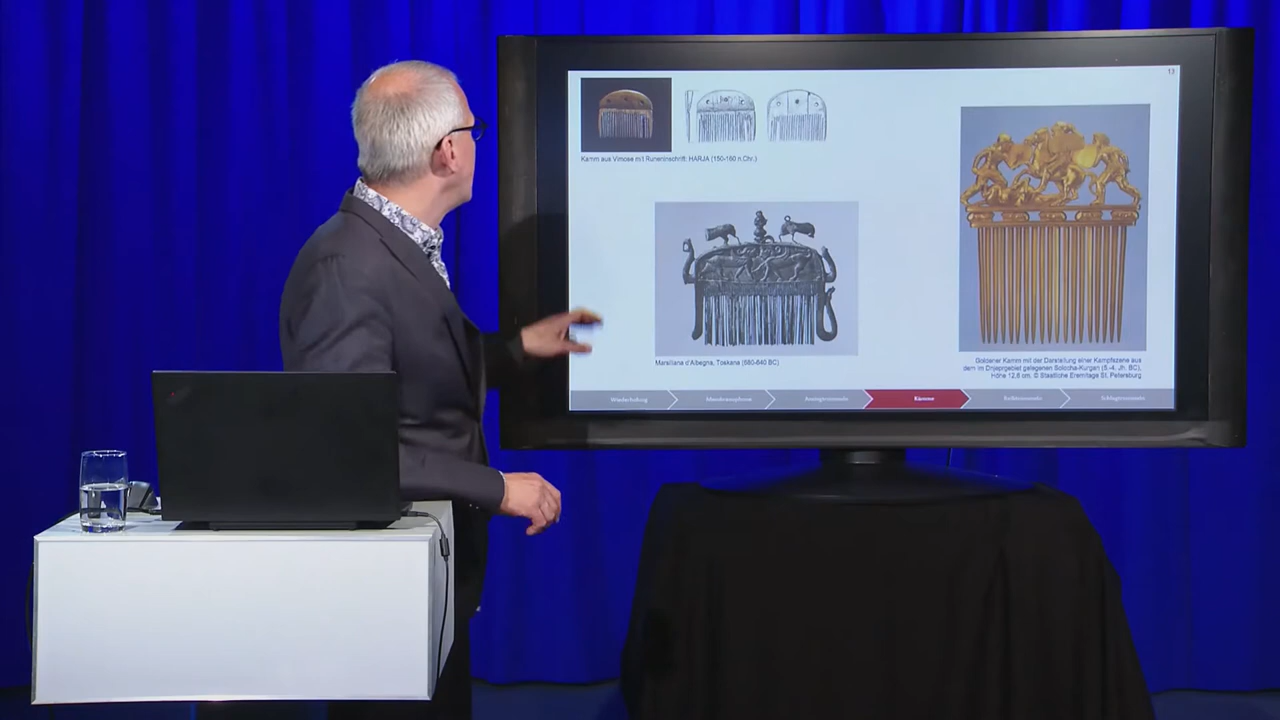 13
Kamm aus Vimose mit Runeninschrift: HARJA (150-160 n.Chr.)
Marsiliana d'Albegna, Toskana (680-640 BC)
Goldener Kamm mit der Darstellung einer Kampfszene aus
dem im Dnjeprgebiet gelegenen Solocha-Kurgan (5.-4. Jh. BC),
Höhe 12,6 cm. © Staatliche Eremitage St. Petersburg
Wiederholung
Kämme